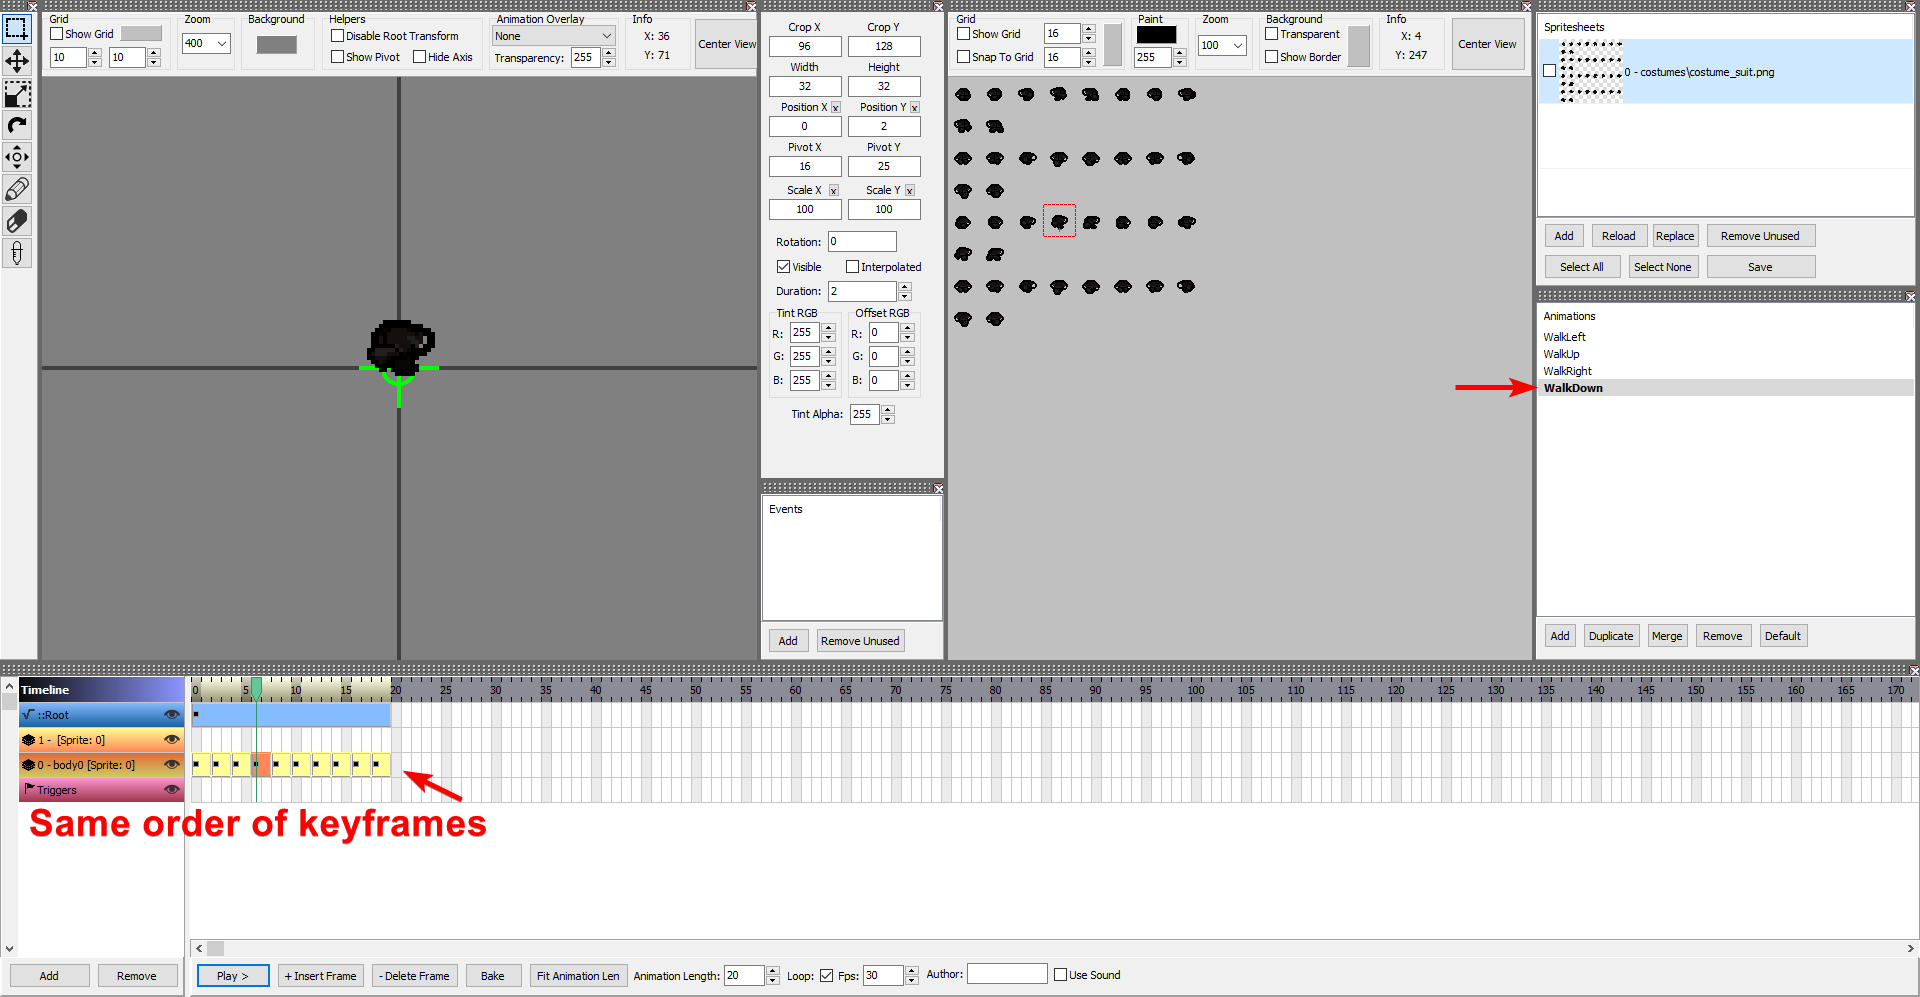 Grid
Show Grid
10 10
Zoom
400
Background
Helpers
Disable Root Transform
Show Pivot Hide Axis
Animation Overlay
None
Transparency: 255
Info
X: 36
Y: 71
Center View
Crop X Crop Y
96 128
Width Height
32 32
Position X x Position Y x
0 2
Pivot X Pivot Y
16 25
Scale X x Scale Y x
100 100
Rotation: 0
Visible Interpolated
Duration: 2
Tint RGB Offset RGB
R: 255 R: 0
G: 255 G: 0
B: 255 B: 0
Tint Alpha: 255
Events
Add Remove Unused
Grid
Show Grid 16
Snap To Grid 16
Paint
255
Zoom
100
Background
Transparent
Show Border
Info
X: 4
Y: 247
Center View
Spritesheets
0 - costumes\costume_suit.png
Add Reload Replace Remove Unused
Select All Select None Save
Animations
WalkLeft
WalkUp
WalkRight
WalkDown
Add Duplicate Merge Remove Default
Timeline
0 5 10 15 20 25 30 35 40 45 50 55 60 65 70 75 80 85 90 95 100 105 110 115 120 125 130 135 140 145 150 155 160 165 170
::Root
1 - [Sprite: 0]
0 - body0 [Sprite: 0]
Triggers
Same order of keyframes
Add Remove
Play > + Insert Frame - Delete Frame Bake Fit Animation Len Animation Length: 20 Loop: Fps: 30 Author: Use Sound